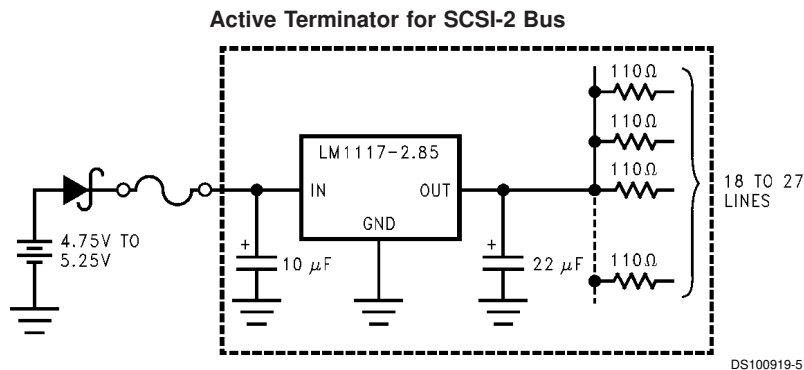 Active Terminator for SCSI-2 Bus
110Ω
110Ω
110Ω
LM1117-2.85
IN
OUT
GND
18 TO 27
LINES
4.75V TO
5.25V
+
10 μF
+
22 μF
110Ω
DS100919-5